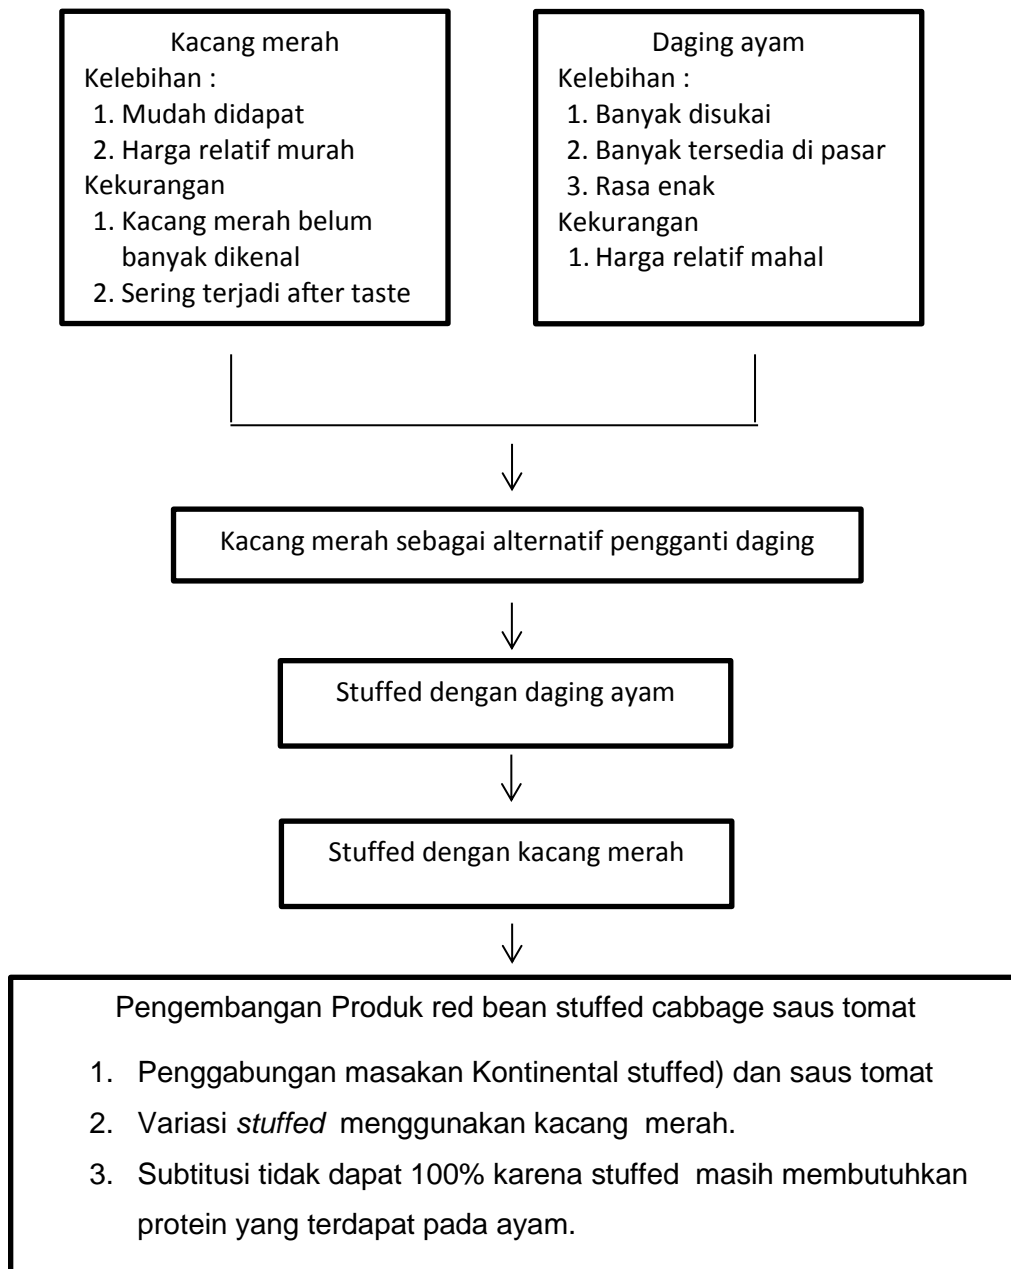 Kacang merah
Kelebihan :
1. Mudah didapat
2. Harga relatif murah
Kekurangan
1. Kacang merah belum
banyak dikenal
2. Sering terjadi after taste
Daging ayam
Kelebihan :
1. Banyak disukai
2. Banyak tersedia di pasar
3. Rasa enak
Kekurangan
1. Harga relatif mahal
Kacang merah sebagai alternatif pengganti daging
Stuffed dengan daging ayam
Stuffed dengan kacang merah
Pengembangan Produk red bean stuffed cabbage saus tomat
1. Penggabungan masakan Kontinental stuffed) dan saus tomat
2. Variasi stuffed menggunakan kacang merah.
3. Subtitusi tidak dapat 100% karena stuffed masih membutuhkan
protein yang terdapat pada ayam.